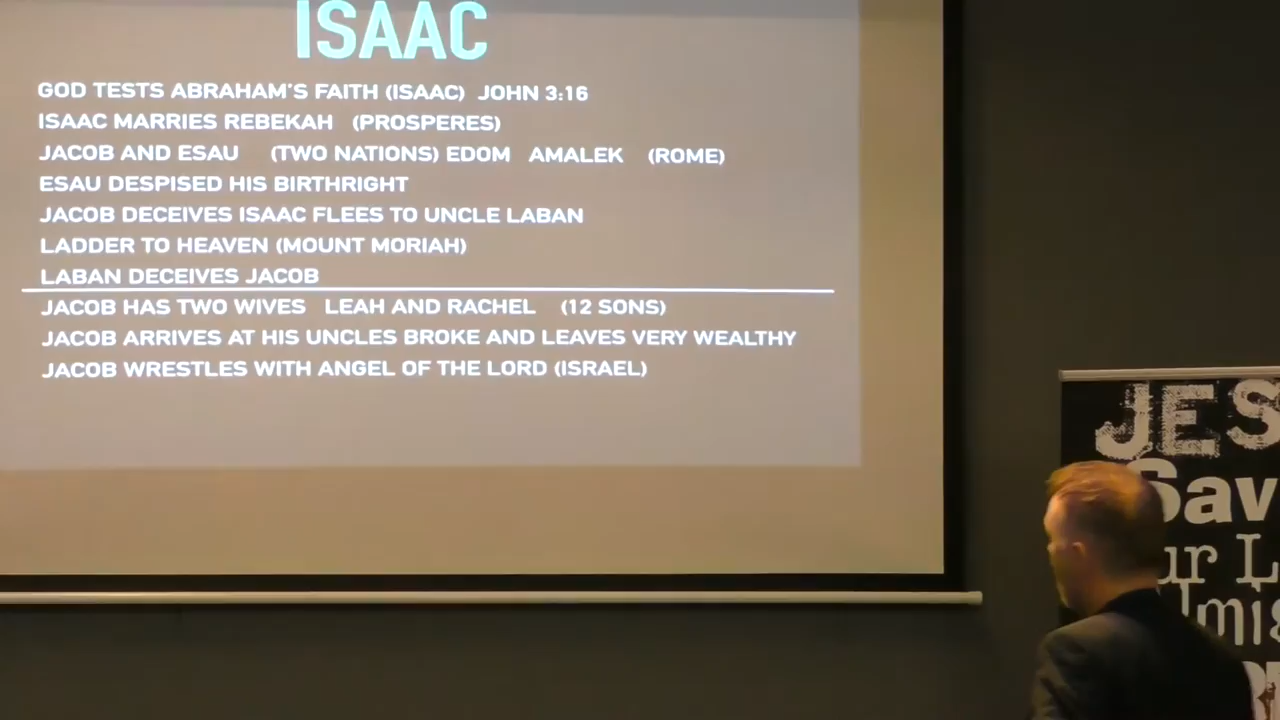 ISAAC
GOD TESTS ABRAHAM'S FAITH (ISAAC) JOHN 3:16
ISAAC MARRIES REBEKAH (PROSPERES)
JACOB AND ESAU (TWO NATIONS) EDOM AMALEK (ROME)
ESAU DESPISED HIS BIRTHRIGHT
JACOB DECEIVES ISAAC FLEES TO UNCLE LABAN
LADDER TO HEAVEN (MOUNT MORIAH)
LABAN DECEIVES JACOB
JACOB HAS TWO WIVES LEAH AND RACHEL (12 SONS)
JACOB ARRIVES AT HIS UNCLES BROKE AND LEAVES VERY WEALTHY
JACOB WRESTLES WITH ANGEL OF THE LORD (ISRAEL)
JES
Sav
ur L